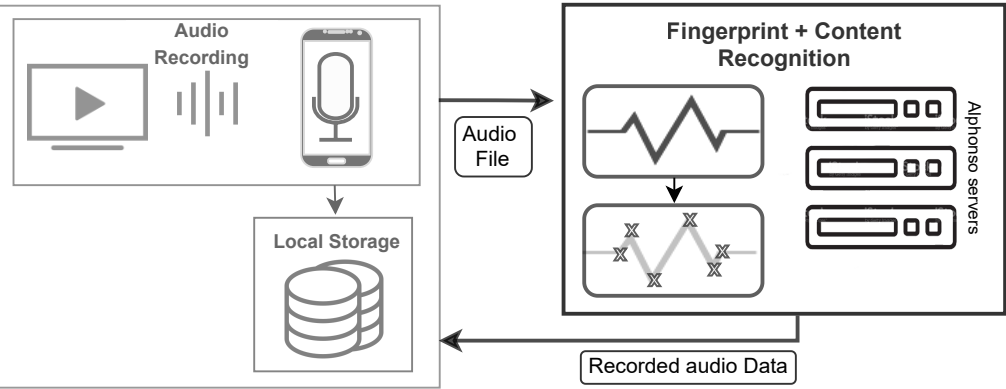 Audio
Recording
Local Storage
Audio
File
Fingerprint + Content
Recognition
X
X
X
X
X
X
Alphonso servers
Recorded audio Data